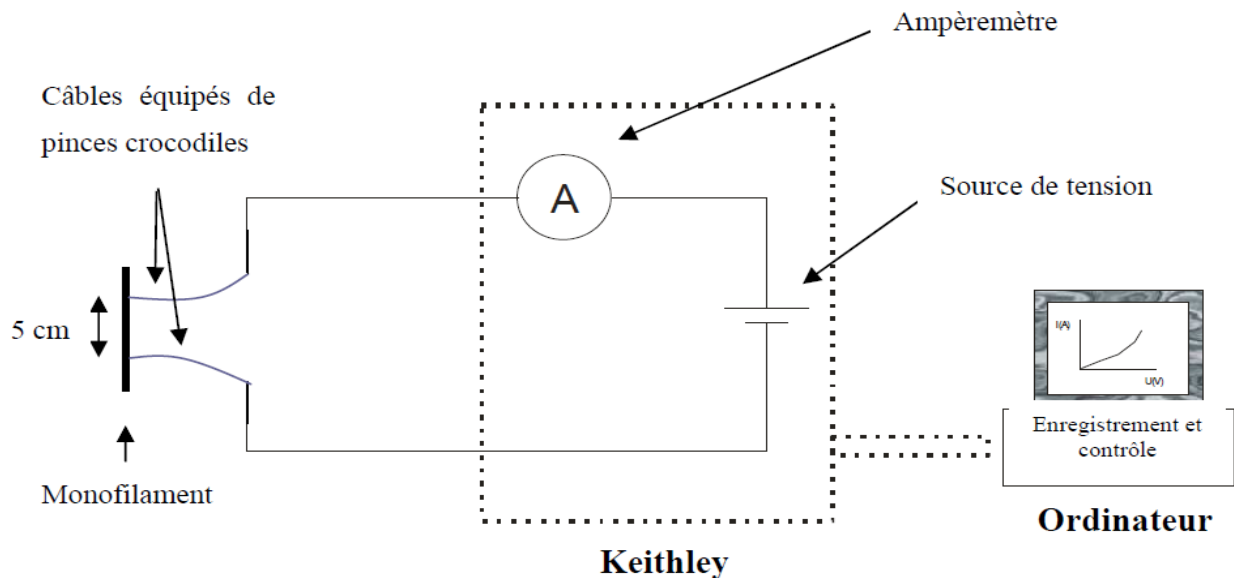 Ampèremètre
Câbles équipés de
pinces crocodiles
A
Source de tension
5 cm
I(A)
U(V)
Enregistrement et
contrôle
Monofilament
Ordinateur
Keithley